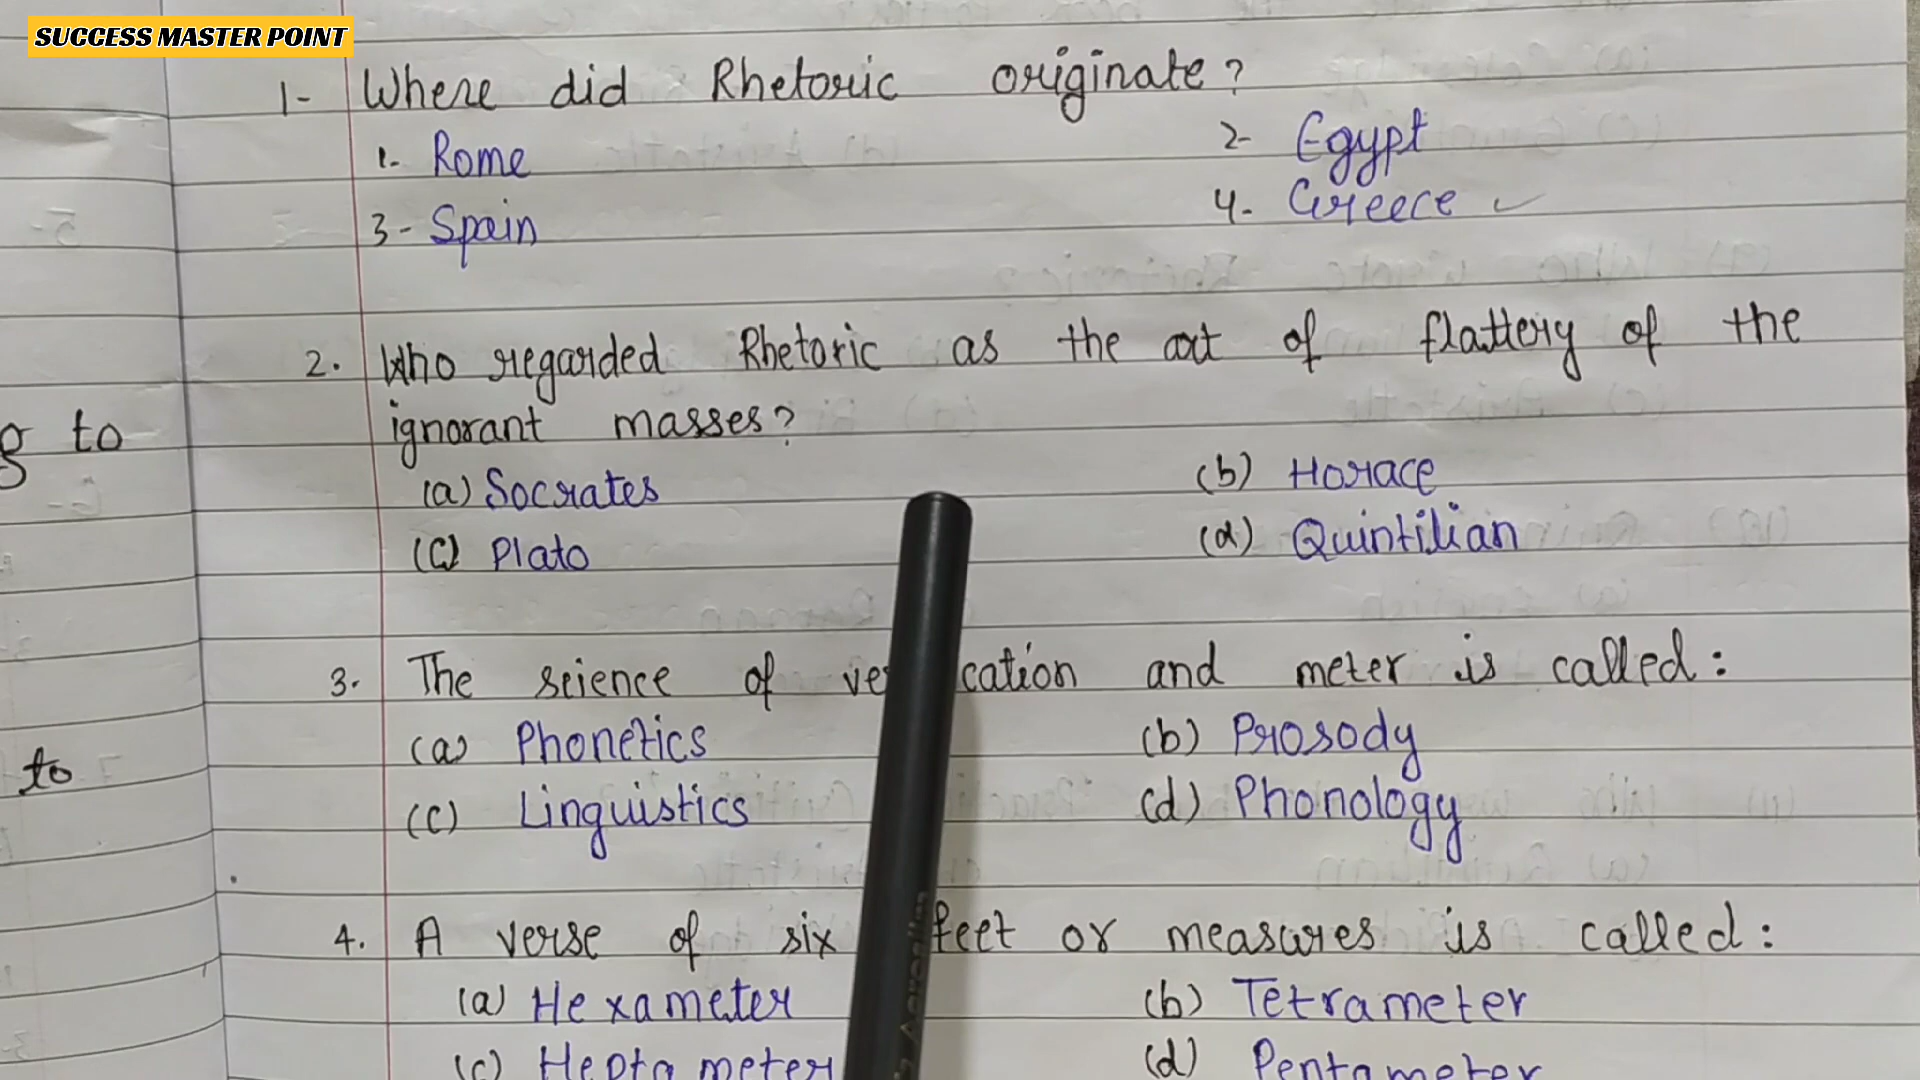 SUCCESS MASTER POINT
1- Where did Rhetoric originate?
1- Rome 2- Egypt
3- Spain 4- Greece
2. Who regarded Rhetoric as the art of flattery of the
ignorant masses?
(a) Socrates (b) Horace
(c) Plato (d) Quintilian
g to
3. The science of cation and meter is called:
(a) Phonetics (b) Prosody
to
(c) Linguistics (d) Phonology
4. A verse of six feet or measures is called:
(a) Hexameter (b) Tetrameter
(c) Heptameter (d) Pentameter